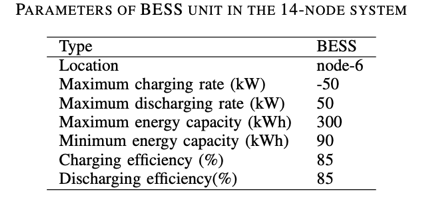 PARAMETERS OF BESS UNIT IN THE 14-NODE SYSTEM
Type BESS
Location node-6
Maximum charging rate (kW) -50
Maximum discharging rate (kW) 50
Maximum energy capacity (kWh) 300
Minimum energy capacity (kWh) 90
Charging efficiency (%) 85
Discharging efficiency(%) 85